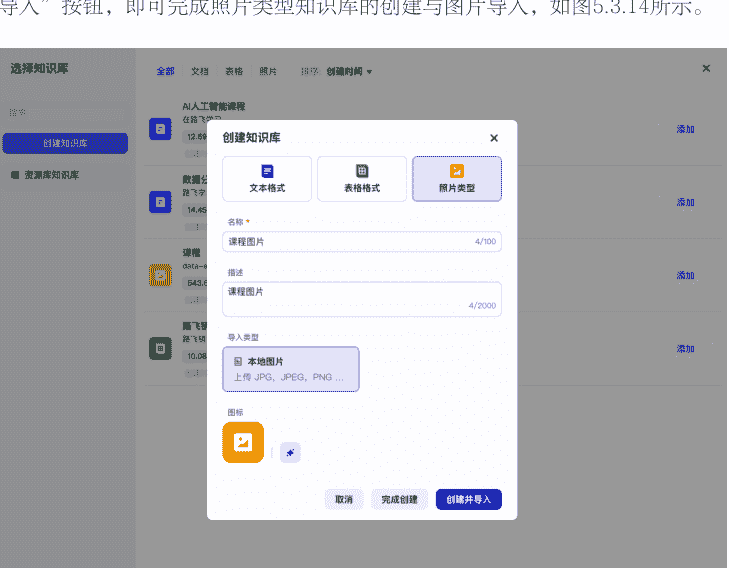 导入”按钮，即可完成照片类型知识库的创建与图片导入，如图5.3.14所示。
选择知识库
全部 文档 表格 照片 排序 创建时间
创建知识库
资源库知识库
AI人工智能课程
添加
添加
课程
添加
添加
创建知识库
文本格式 表格格式 照片类型
名称 *
课程图片 4/100
描述
课程图片
4/2000
导入类型
本地图片
上传 JPG，JPEG，PNG ...
图标
取消 完成创建 创建并导入